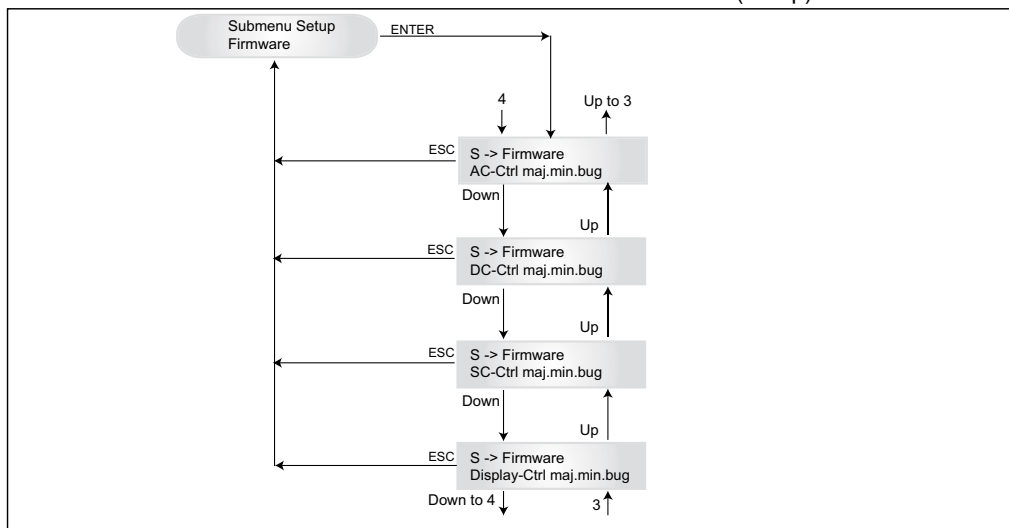 Submenu Setup
Firmware
ENTER
4
Up to 3
ESC
S -> Firmware
AC-Ctrl maj.min.bug
Down
Up
ESC
S -> Firmware
DC-Ctrl maj.min.bug
Down
Up
ESC
S -> Firmware
SC-Ctrl maj.min.bug
Down
Up
ESC
S -> Firmware
Display-Ctrl maj.min.bug
Down to 4
3